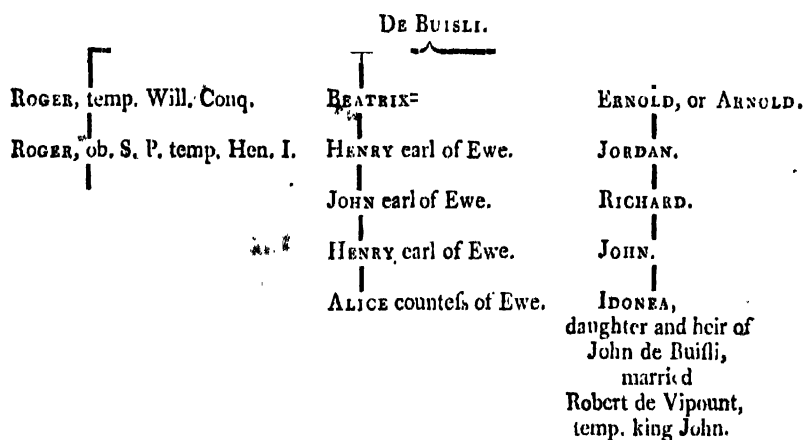 DE BUISLI.
ROGER, temp. Will. Conq. BEATRIX= ERNOLD, or ARNOLD.
ROGER, ob. S. P. temp. Hen. I. HENRY earl of Ewe. JORDAN.
JOHN earl of Ewe. RICHARD.
HENRY earl of Ewe. JOHN.
ALICE counteſs of Ewe. IDONEA,
daughter and heir of
John de Buiſli,
married
Robert de Vipount,
temp. king John.